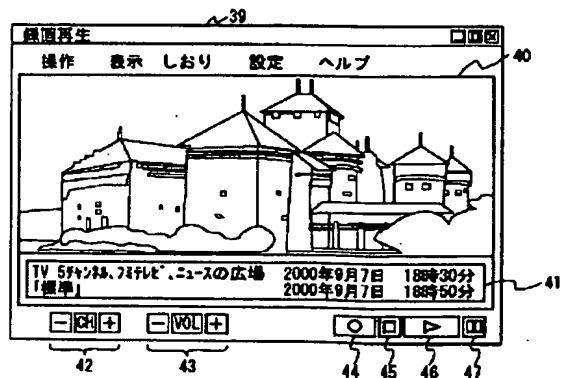 39
録画再生
40
操作 表示 しおり 設定 ヘルプ
TV 5チャンネル、フミテレビ、ニュースの広場 2000年9月7日 18時30分
「標準」 2000年9月7日 18時50分
41
− CH + − VOL +
42 43 44 45 46 47